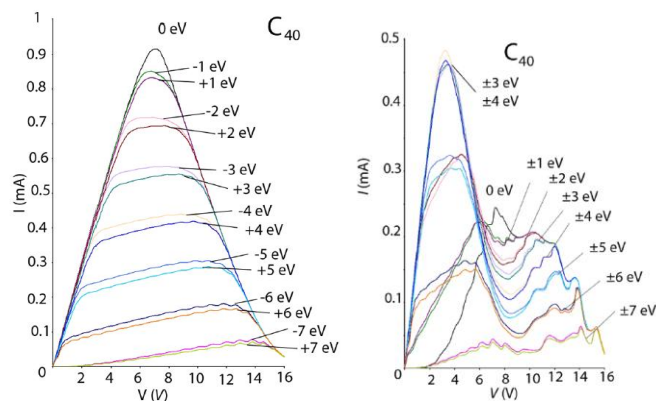 C40
0 eV
-1 eV
+1 eV
-2 eV
+2 eV
-3 eV
+3 eV
-4 eV
+4 eV
-5 eV
+5 eV
-6 eV
+6 eV
-7 eV
+7 eV
I (mA)
1
0.9
0.8
0.7
0.6
0.5
0.4
0.3
0.2
0.1
0
0 2 4 6 8 10 12 14 16
V (V)
C40
±3 eV
±4 eV
0 eV
±1 eV
±2 eV
±3 eV
±4 eV
±5 eV
±6 eV
±7 eV
I (mA)
0.5
0.4
0.3
0.2
0.1
0
0 2 4 6 8 10 12 14 16
V (V)